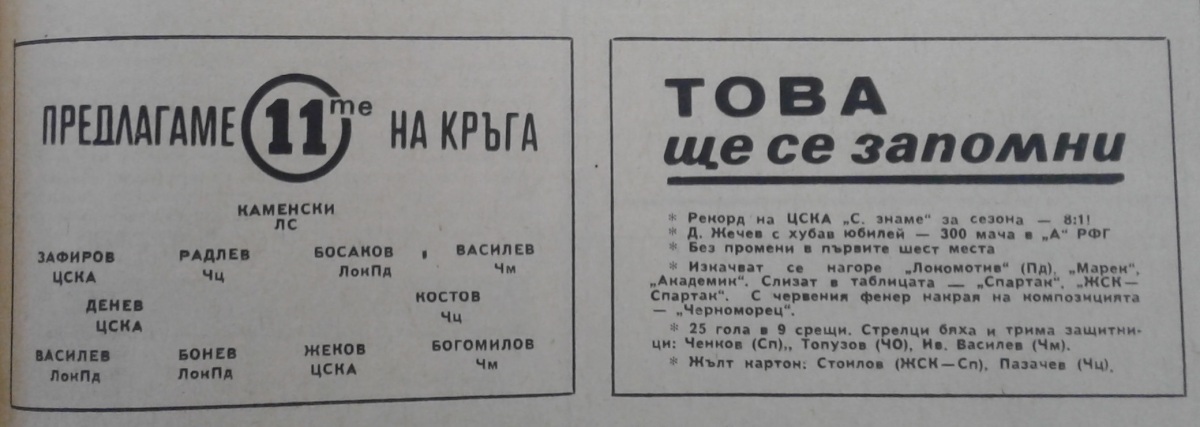 ПРЕДЛАГАМЕ 11те НА КРЪГА
КАМЕНСКИ
ЛС
ЗАФИРОВ РАДЛЕВ БОСАКОВ ВАСИЛЕВ
ЦСКА Чц ЛокПд Чм
ДЕНЕВ КОСТОВ
ЦСКА Чц
ВАСИЛЕВ БОНЕВ ЖЕКОВ БОГОМИЛОВ
ЛокПд ЛокПд ЦСКА Чм
ТОВА
ще се запомни
* Рекорд на ЦСКА „С. знаме“ за сезона — 8:1!
* Д. Жечев с хубав юбилей — 300 мача в „А“ РФГ
* Без промени в първите шест места
* Изкачват се нагоре „Локомотив“ (Пд), „Марек“,
„Академик“. Слизат в таблицата — „Спартак“, „ЖСК—
Спартак“. С червения фенер накрая на композицията
— „Черноморец“.
* 25 гола в 9 срещи. Стрелци бяха и трима защитни-
ци: Ченков (Сп),, Топузов (ЧО), Ив. Василев (Чм).
* Жълт картон: Стоилов (ЖСК—Сп), Пазачев (Чц).